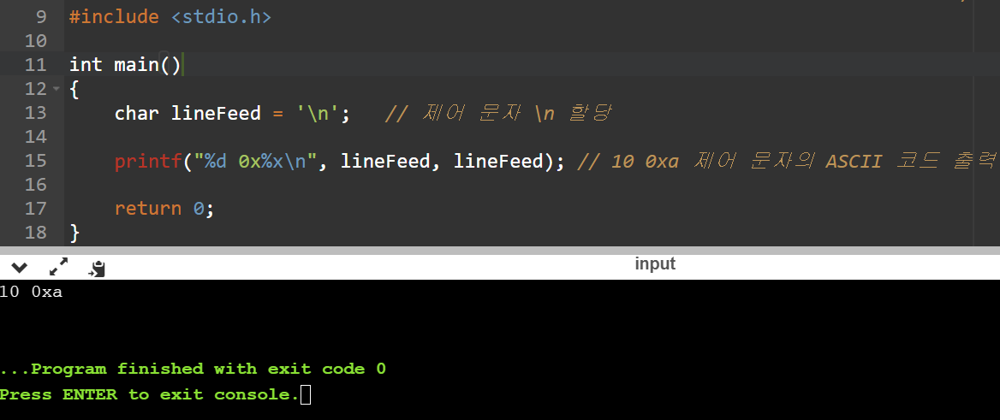 9 #include <stdio.h>
10
11 int main()
12 {
13 char lineFeed = '\n'; // 제어 문자 \n 할당
14
15 printf("%d 0x%x\n", lineFeed, lineFeed); // 10 0xa 제어 문자의 ASCII 코드 출력
16
17 return 0;
18 }
input
10 0xa
...Program finished with exit code 0
Press ENTER to exit console.